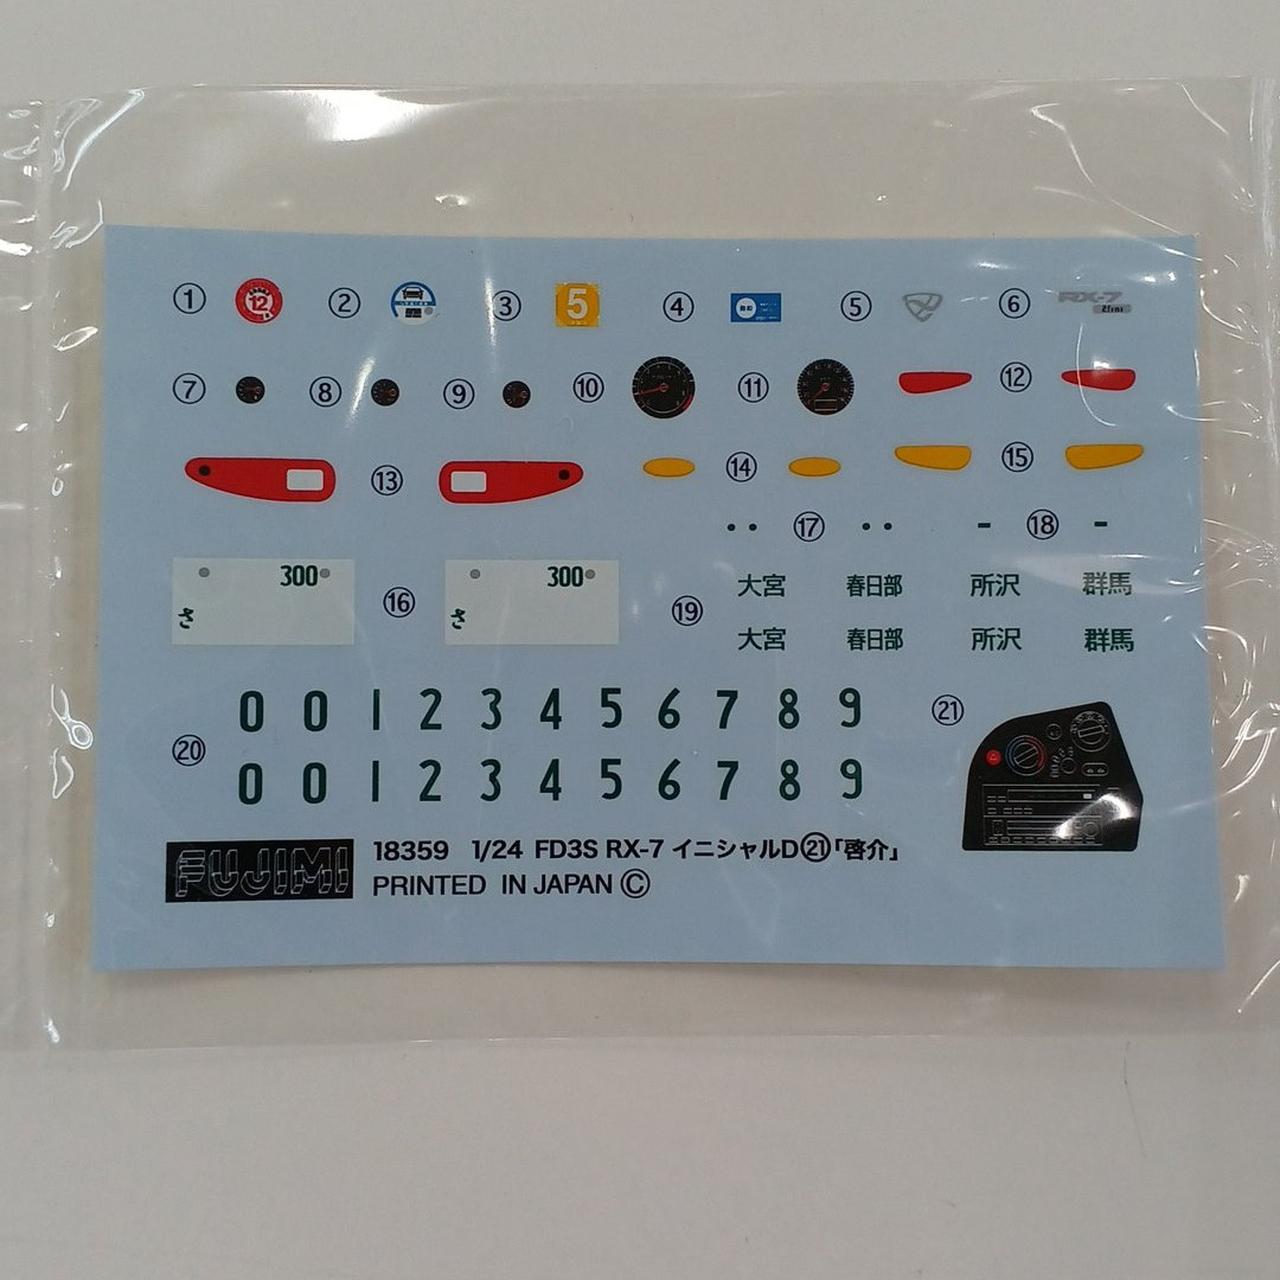 ① 12 ② ③ 5 ④ ⑤ ⑥ RX-7
⑦ ⑧ ⑨ ⑩ ⑪ ⑫
⑬ ⑭ ⑮
⑰ ⑱
300 300
さ ⑯ さ
⑲ 大宮 春日部 所沢 群馬
大宮 春日部 所沢 群馬
0 0 1 2 3 4 5 6 7 8 9
⑳ ㉑
0 0 1 2 3 4 5 6 7 8 9
FUJIMI 18359 1/24 FD3S RX-7 イニシャルD㉑「啓介」
PRINTED IN JAPAN Ⓒ